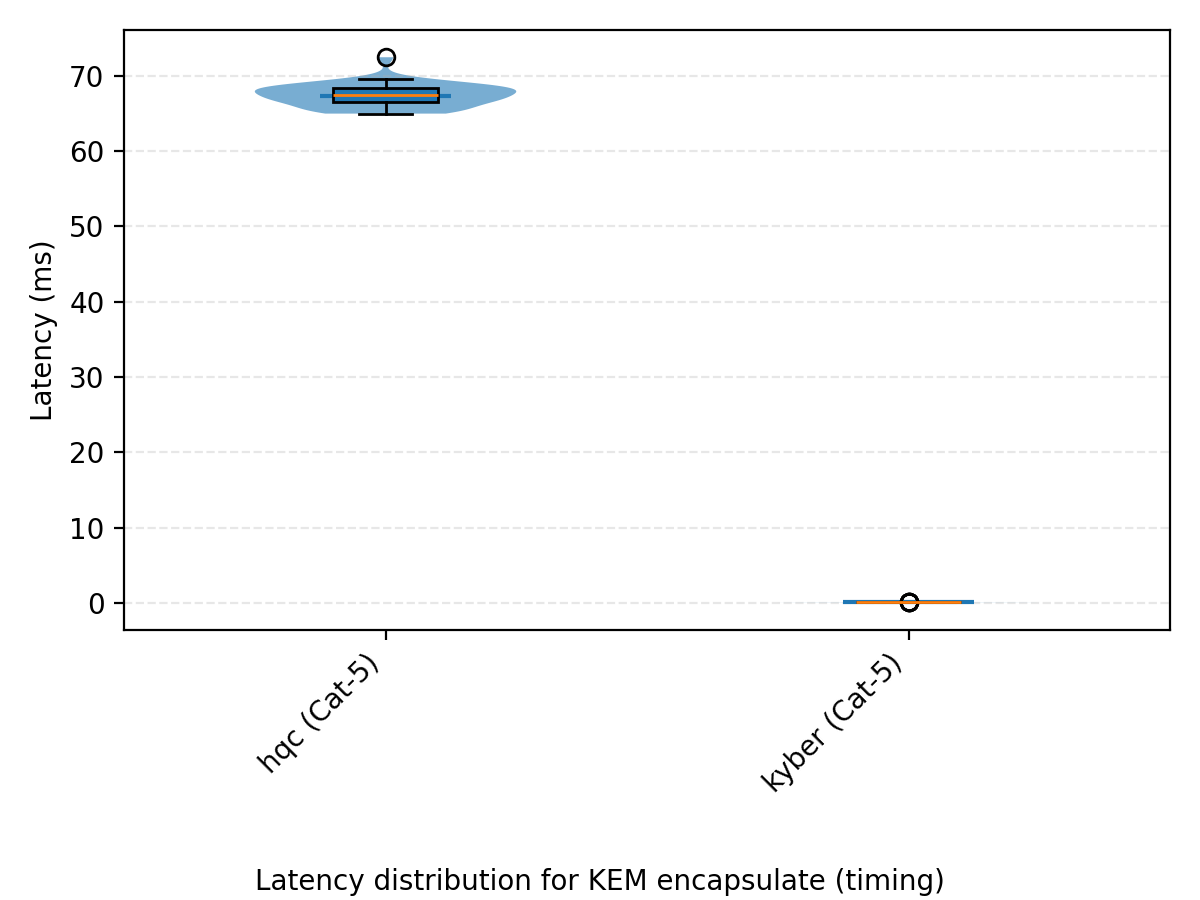 70
60
50
40
30
20
10
0
Latency (ms)
hqc (Cat-5)
kyber (Cat-5)
Latency distribution for KEM encapsulate (timing)